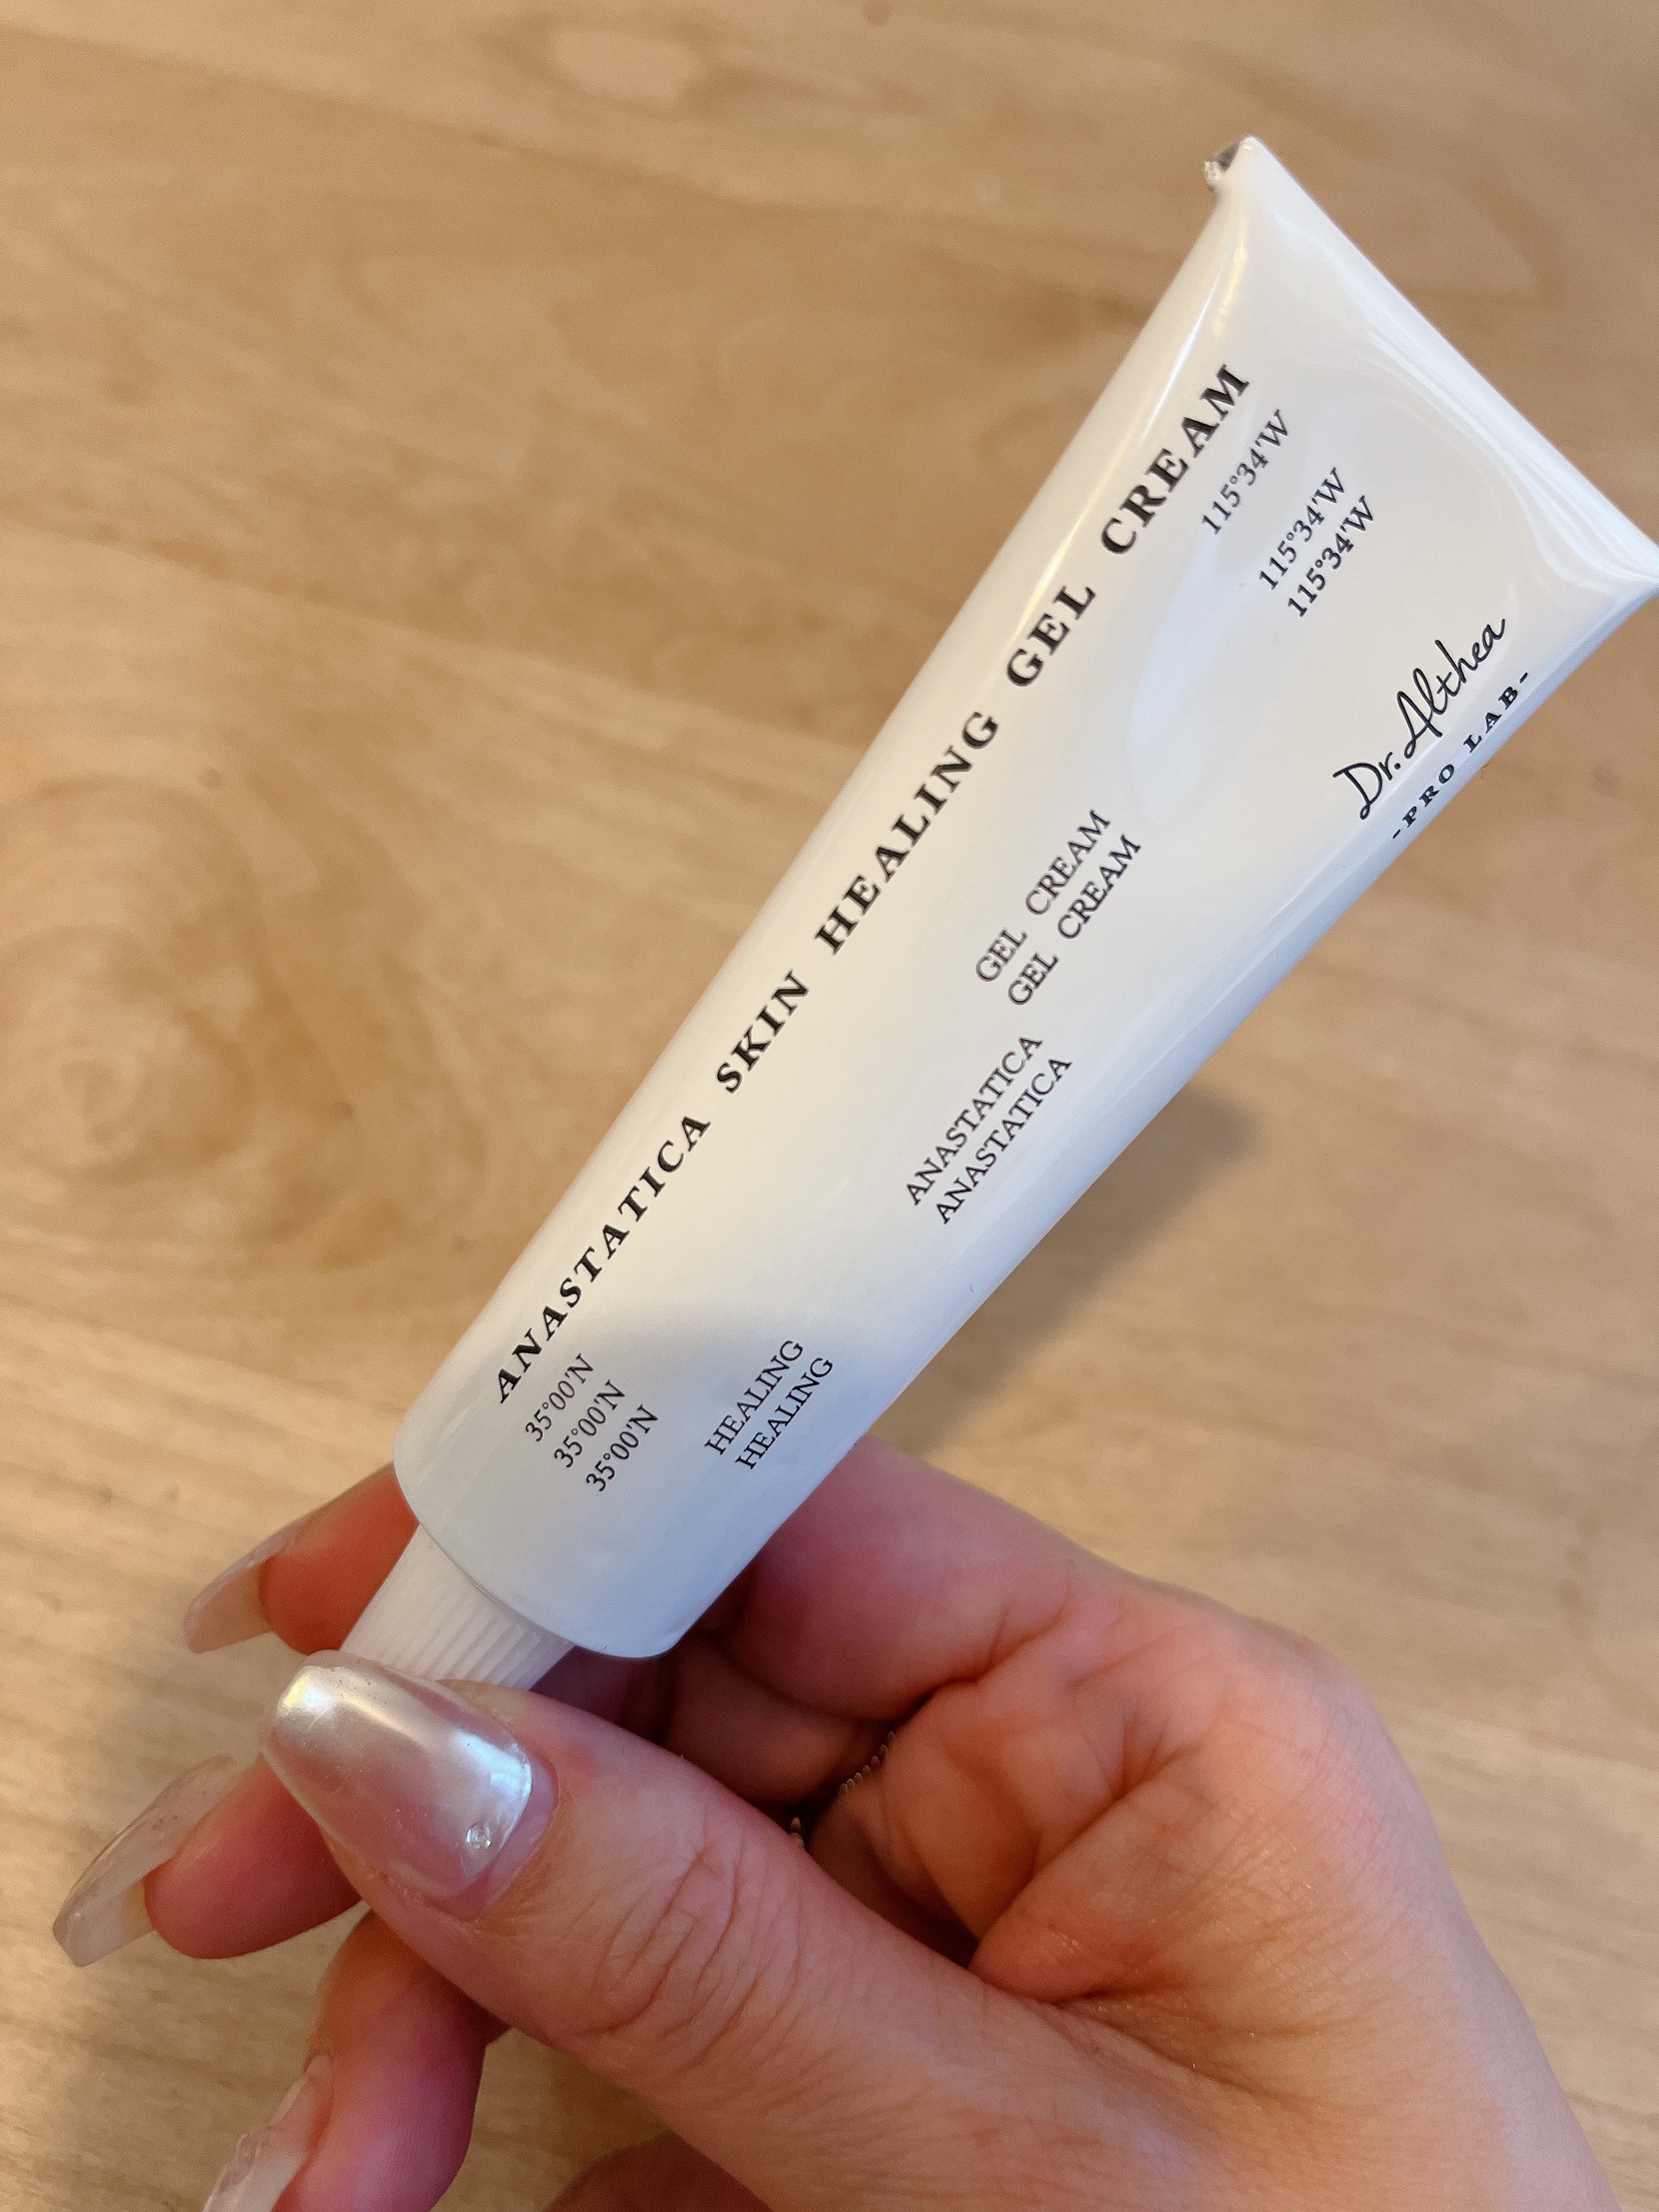 ANASTATICA SKIN HEALING GEL CREAM
35°00'N
35°00'N
35°00'N
115°34'W
115°34'W
115°34'W
HEALING
HEALING
ANASTATICA
ANASTATICA
GEL CREAM
GEL CREAM
Dr. Althea
-PRO LAB-